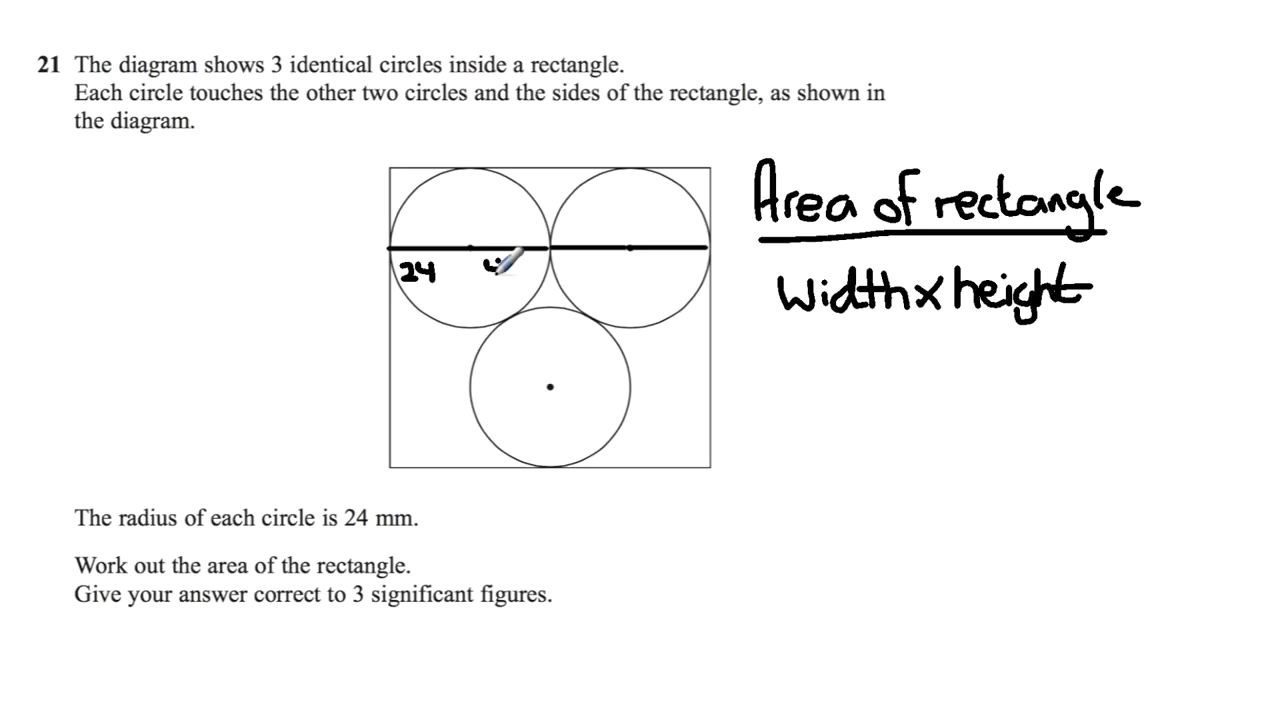 21 The diagram shows 3 identical circles inside a rectangle.
Each circle touches the other two circles and the sides of the rectangle, as shown in
the diagram.
Area of rectangle
24
Width x height
The radius of each circle is 24 mm.
Work out the area of the rectangle.
Give your answer correct to 3 significant figures.